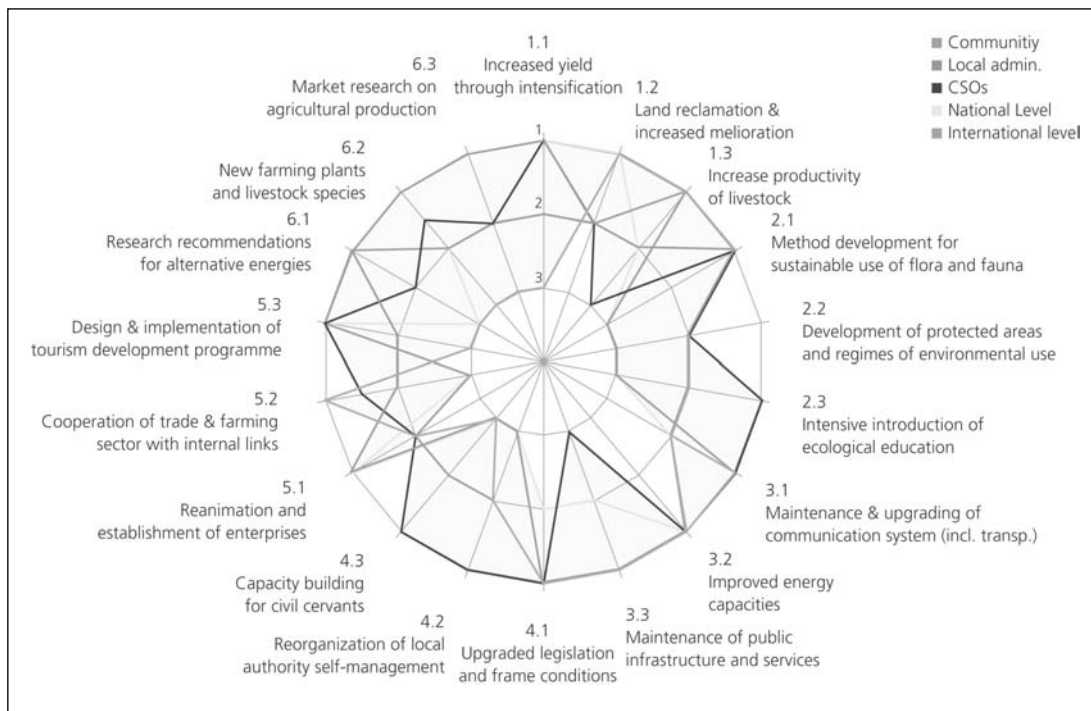 1.1
Increased yield
through intensification
1.2
Land reclamation &
increased melioration
1.3
Increase productivity
of livestock
2.1
Method development for
sustainable use of flora and fauna
2.2
Development of protected areas
and regimes of environmental use
2.3
Intensive introduction of
ecological education
3.1
Maintenance & upgrading of
communication system (incl. transp.)
3.2
Improved energy
capacities
3.3
Maintenance of public
infrastructure and services
4.1
Upgraded legislation
and frame conditions
4.2
Reorganization of local
authority self-management
4.3
Capacity building
for civil cervants
5.1
Reanimation and
establishment of enterprises
5.2
Cooperation of trade & farming
sector with internal links
5.3
Design & implementation of
tourism development programme
6.1
Research recommendations
for alternative energies
6.2
New farming plants
and livestock species
6.3
Market research on
agricultural production
1
2
3
Communitiy
Local admin.
CSOs
National Level
International level